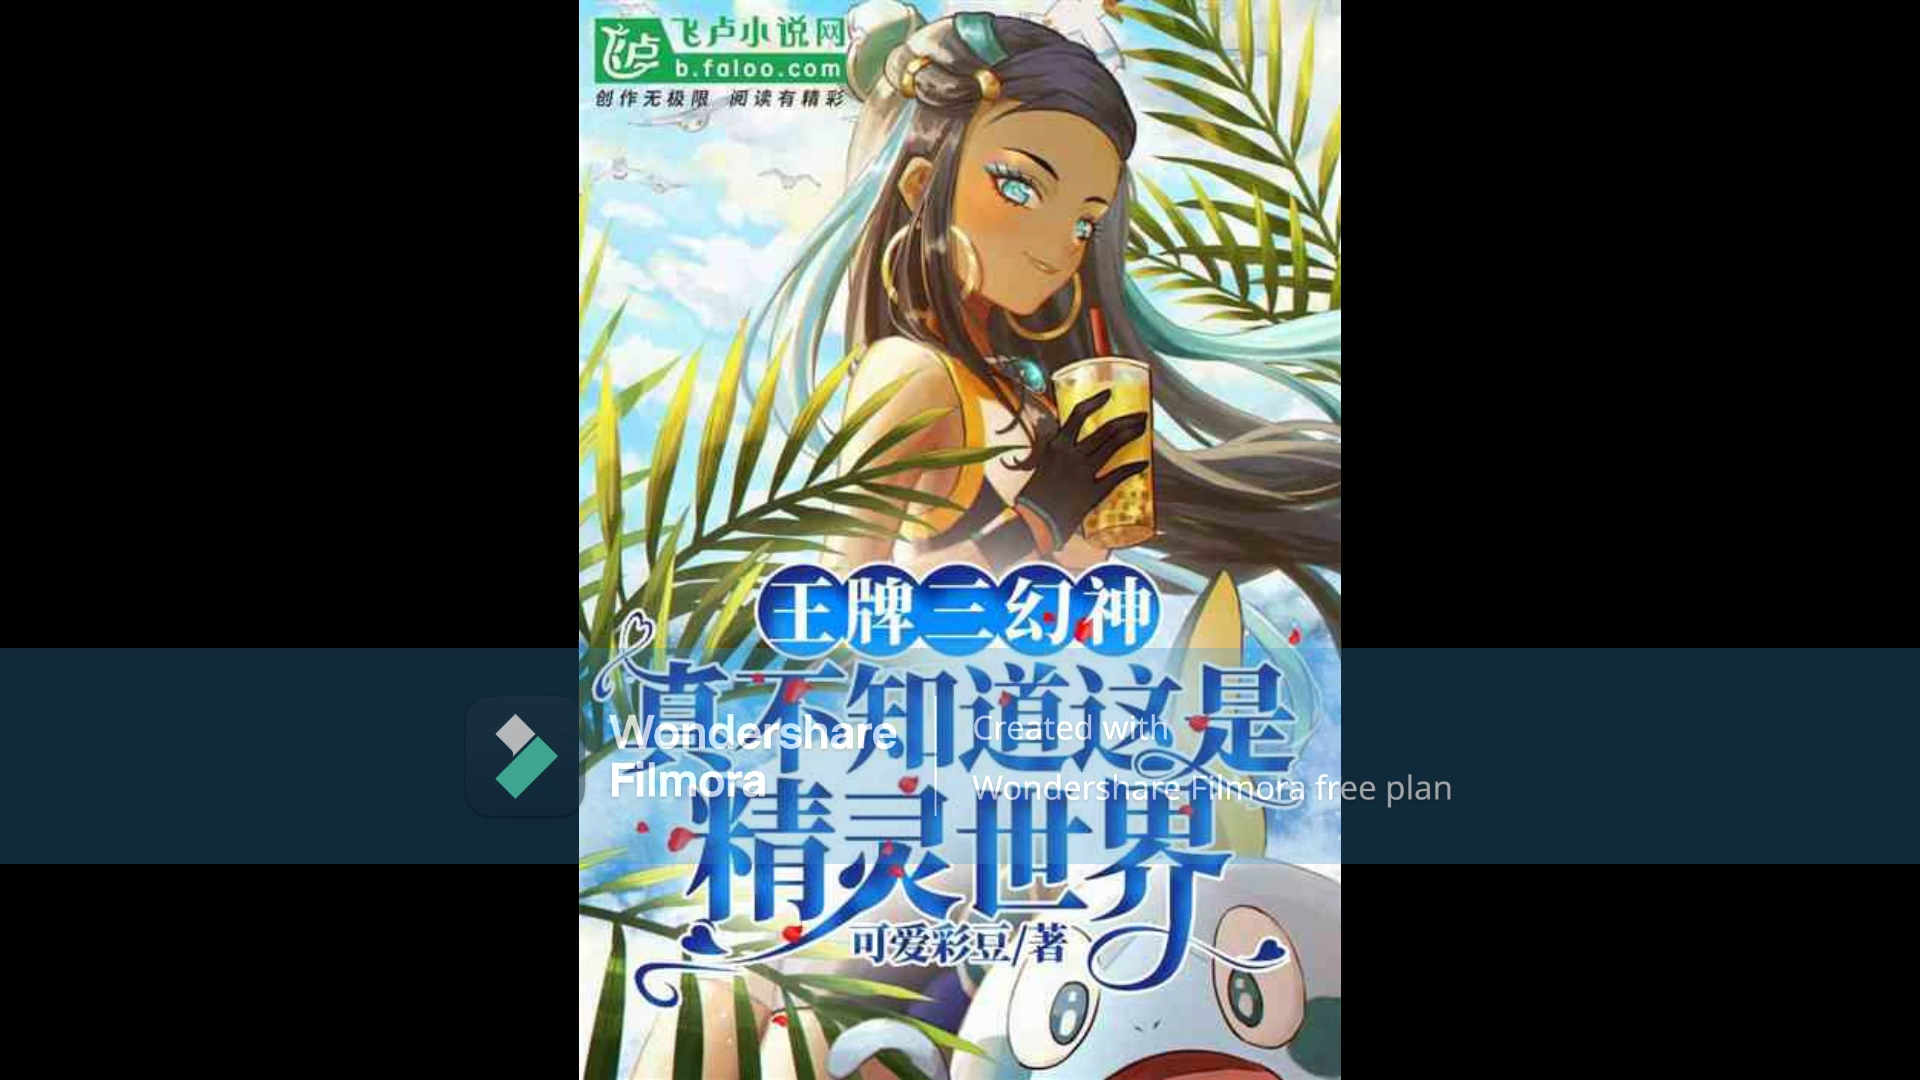 飞卢小说网
b.faloo.com
创作无极限 阅读有精彩
王牌三幻神
真不知道这是
精灵世界
可爱彩豆/著
Wondershare
Filmora
Created with
Wondershare Filmora free plan